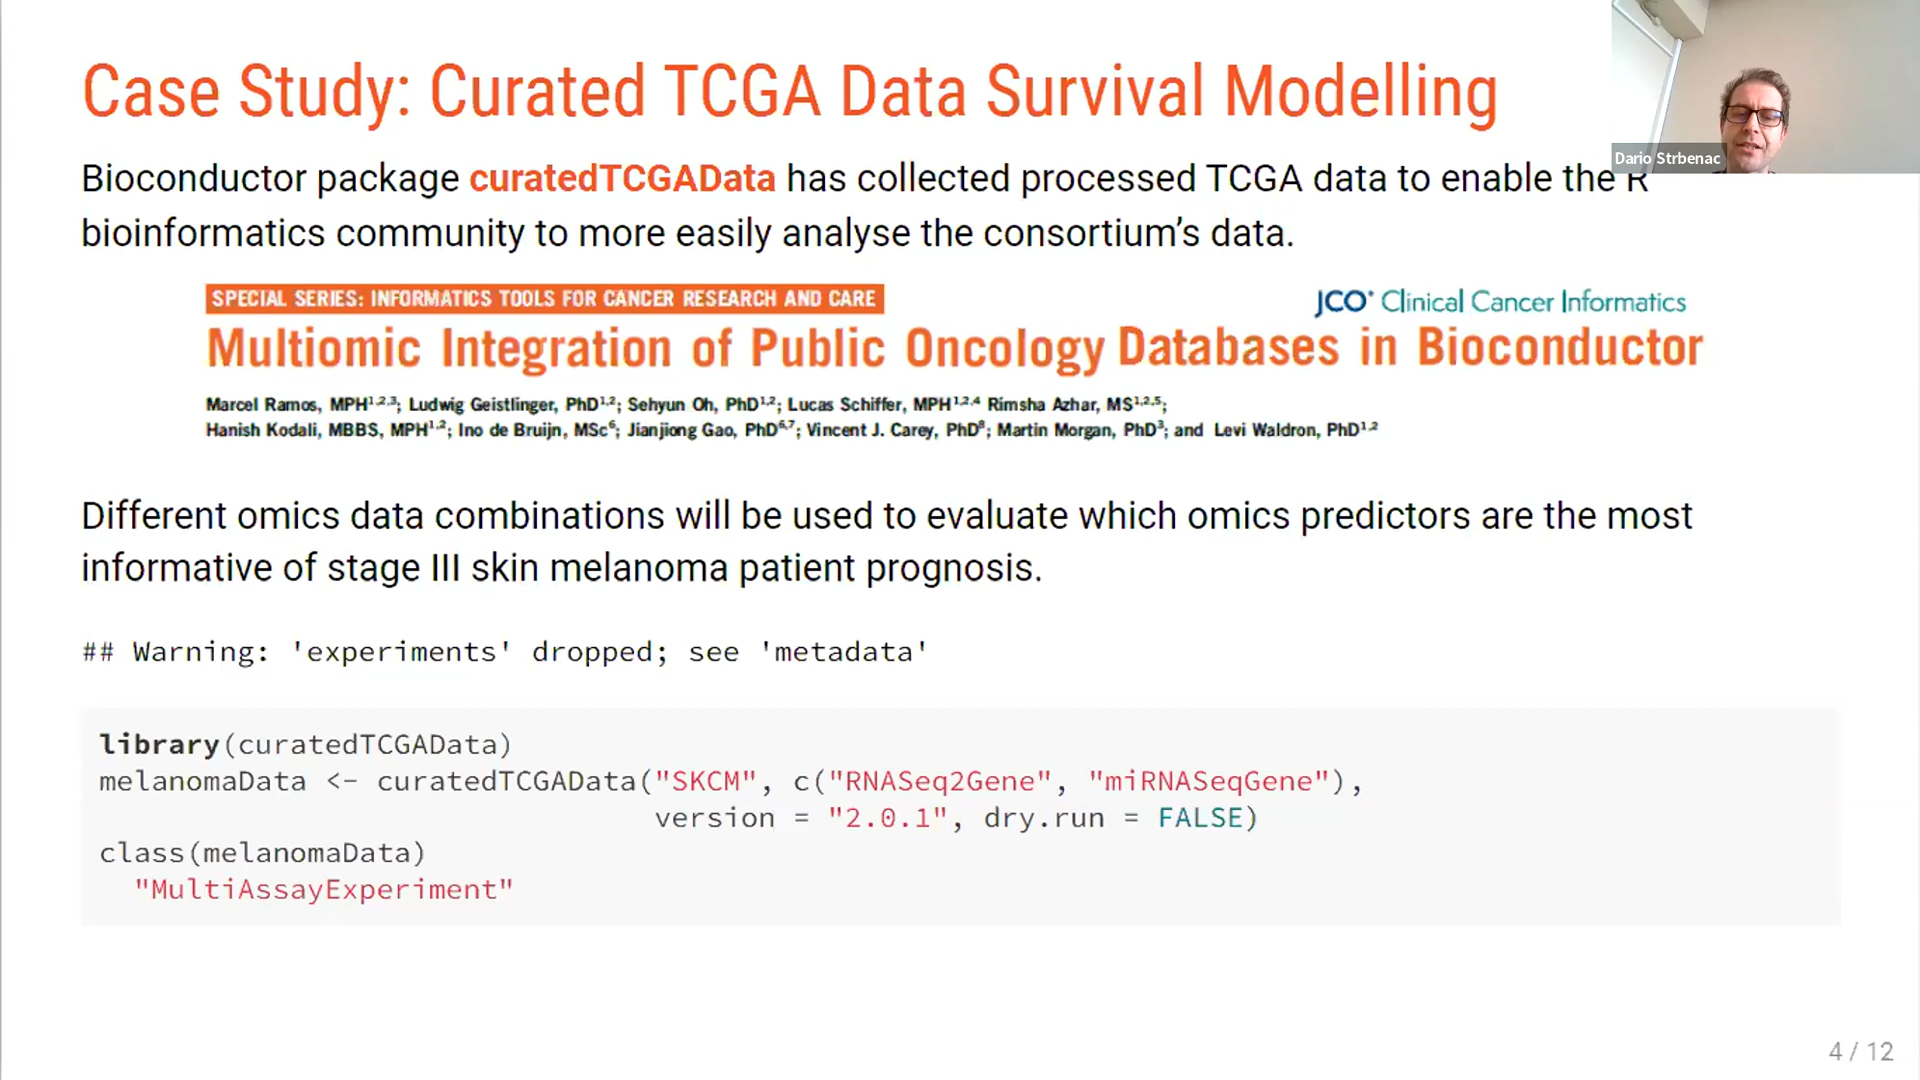 Case Study: Curated TCGA Data Survival Modelling
Dario Strbenac
Bioconductor package curatedTCGAData has collected processed TCGA data to enable the R
bioinformatics community to more easily analyse the consortium's data.
SPECIAL SERIES: INFORMATICS TOOLS FOR CANCER RESEARCH AND CARE
JCO® Clinical Cancer Informatics
Multiomic Integration of Public Oncology Databases in Bioconductor
Marcel Ramos, MPH1,2,3; Ludwig Geistlinger, PhD1,2; Sehyun Oh, PhD1,2; Lucas Schiffer, MPH1,2,4 Rimsha Azhar, MS1,2,5;
Hanish Kodali, MBBS, MPH1,2; Ino de Bruijn, MSc6; Jianjiong Gao, PhD6,7; Vincent J. Carey, PhD8; Martin Morgan, PhD3; and Levi Waldron, PhD1,2
Different omics data combinations will be used to evaluate which omics predictors are the most
informative of stage III skin melanoma patient prognosis.
## Warning: 'experiments' dropped; see 'metadata'
library(curatedTCGAData)
melanomaData <- curatedTCGAData("SKCM", c("RNASeq2Gene", "miRNASeqGene"),
version = "2.0.1", dry.run = FALSE)
class(melanomaData)
"MultiAssayExperiment"
4 / 12